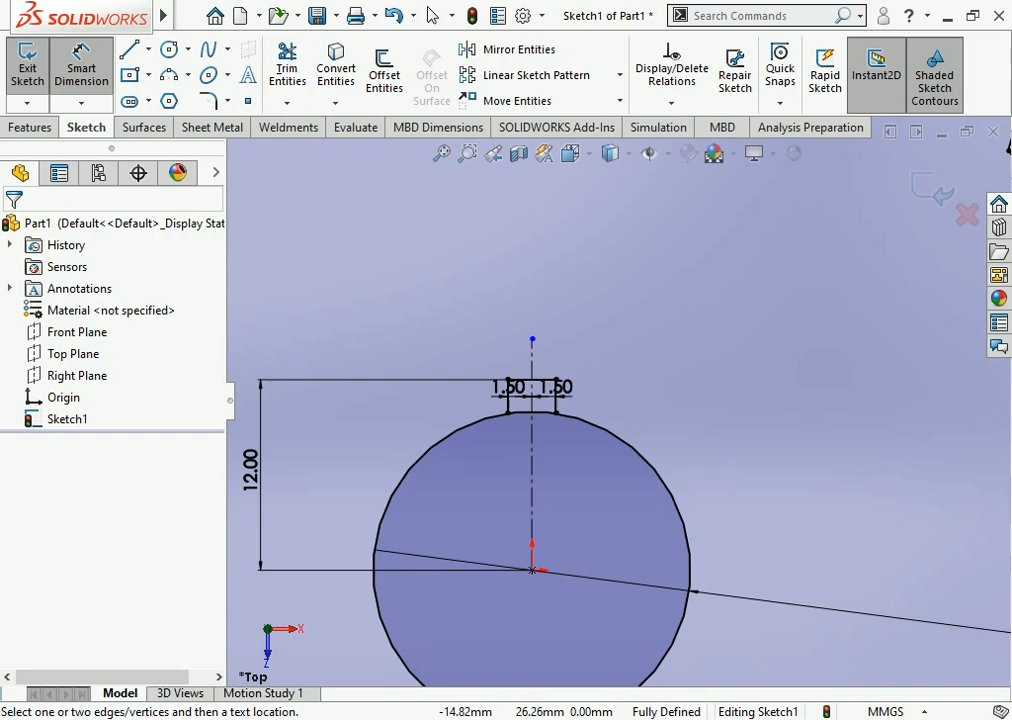 SOLIDWORKS
Sketch1 of Part1 *
Search Commands
?
Exit Sketch
Smart Dimension
Trim Entities
Convert Entities
Offset Entities
Offset On Surface
Mirror Entities
Linear Sketch Pattern
Move Entities
Display/Delete Relations
Repair Sketch
Quick Snaps
Rapid Sketch
Instant2D
Shaded Sketch Contours
Features
Sketch
Surfaces
Sheet Metal
Weldments
Evaluate
MBD Dimensions
SOLIDWORKS Add-Ins
Simulation
MBD
Analysis Preparation
Part1 (Default<<Default>_Display Stat
History
Sensors
Annotations
Material <not specified>
Front Plane
Top Plane
Right Plane
Origin
Sketch1
1.50
1.50
12.00
X
Z
*Top
Model
3D Views
Motion Study 1
Select one or two edges/vertices and then a text location.
-14.82mm
26.26mm 0.00mm
Fully Defined
Editing Sketch1
MMGS